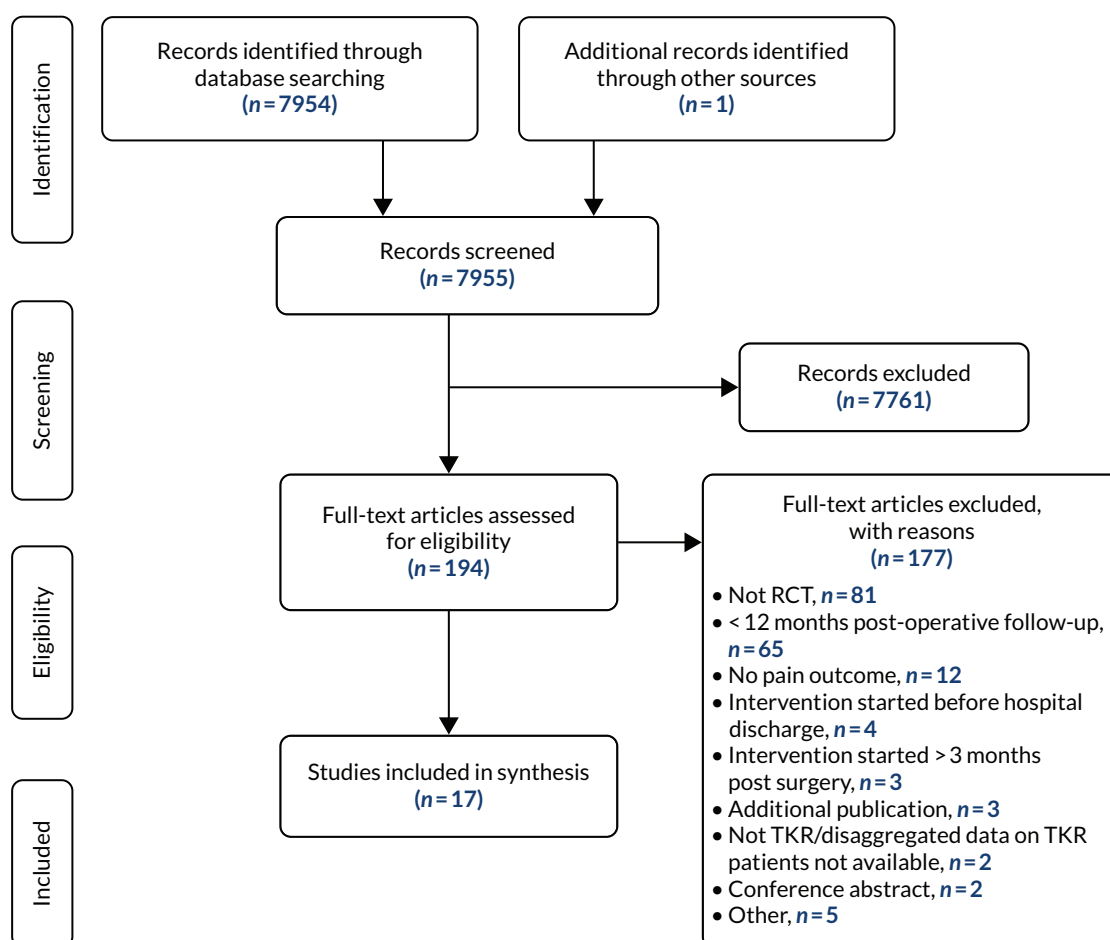 Identification
Records identified through
database searching
(n = 7954)
Additional records identified
through other sources
(n = 1)
Records screened
(n = 7955)
Screening
Records excluded
(n = 7761)
Full-text articles assessed
for eligibility
(n = 194)
Full-text articles excluded,
with reasons
(n = 177)
• Not RCT, n = 81
• < 12 months post-operative follow-up,
n = 65
• No pain outcome, n = 12
• Intervention started before hospital
discharge, n = 4
• Intervention started > 3 months
post surgery, n = 3
• Additional publication, n = 3
• Not TKR/disaggregated data on TKR
patients not available, n = 2
• Conference abstract, n = 2
• Other, n = 5
Eligibility
Studies included in synthesis
(n = 17)
Included